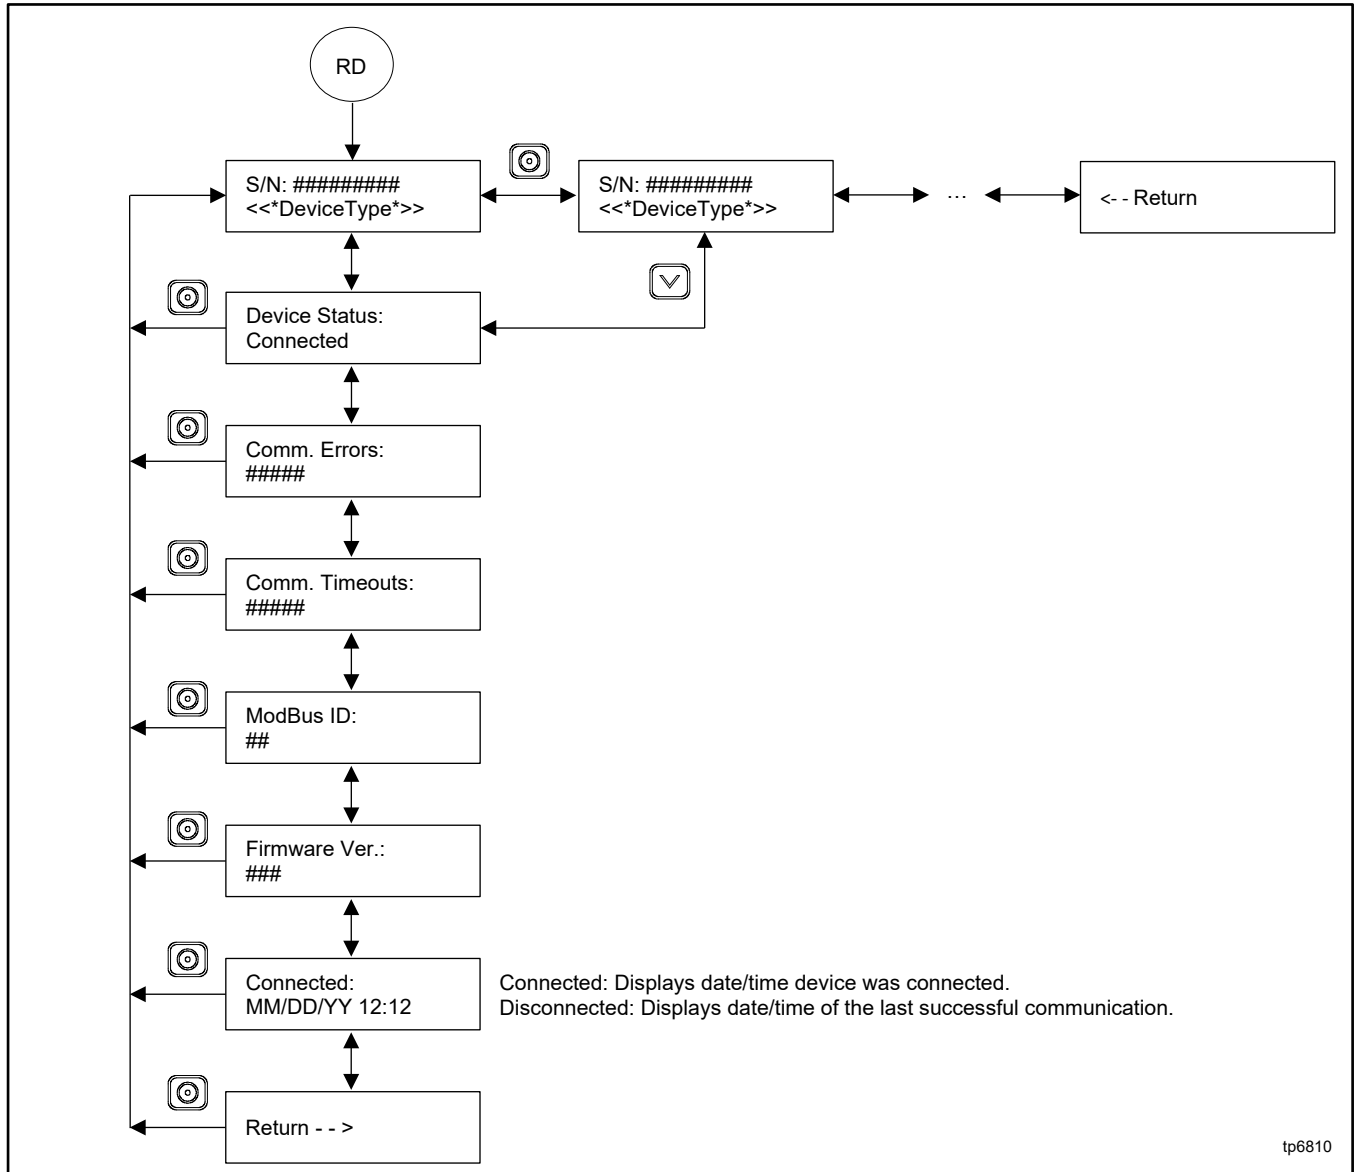 RD
S/N: #########
<<*DeviceType*>>
S/N: #########
<<*DeviceType*>>
...
<- - Return
Device Status:
Connected
Comm. Errors:
#####
Comm. Timeouts:
#####
ModBus ID:
##
Firmware Ver.:
###
Connected:
MM/DD/YY 12:12
Connected: Displays date/time device was connected.
Disconnected: Displays date/time of the last successful communication.
Return - - >
tp6810